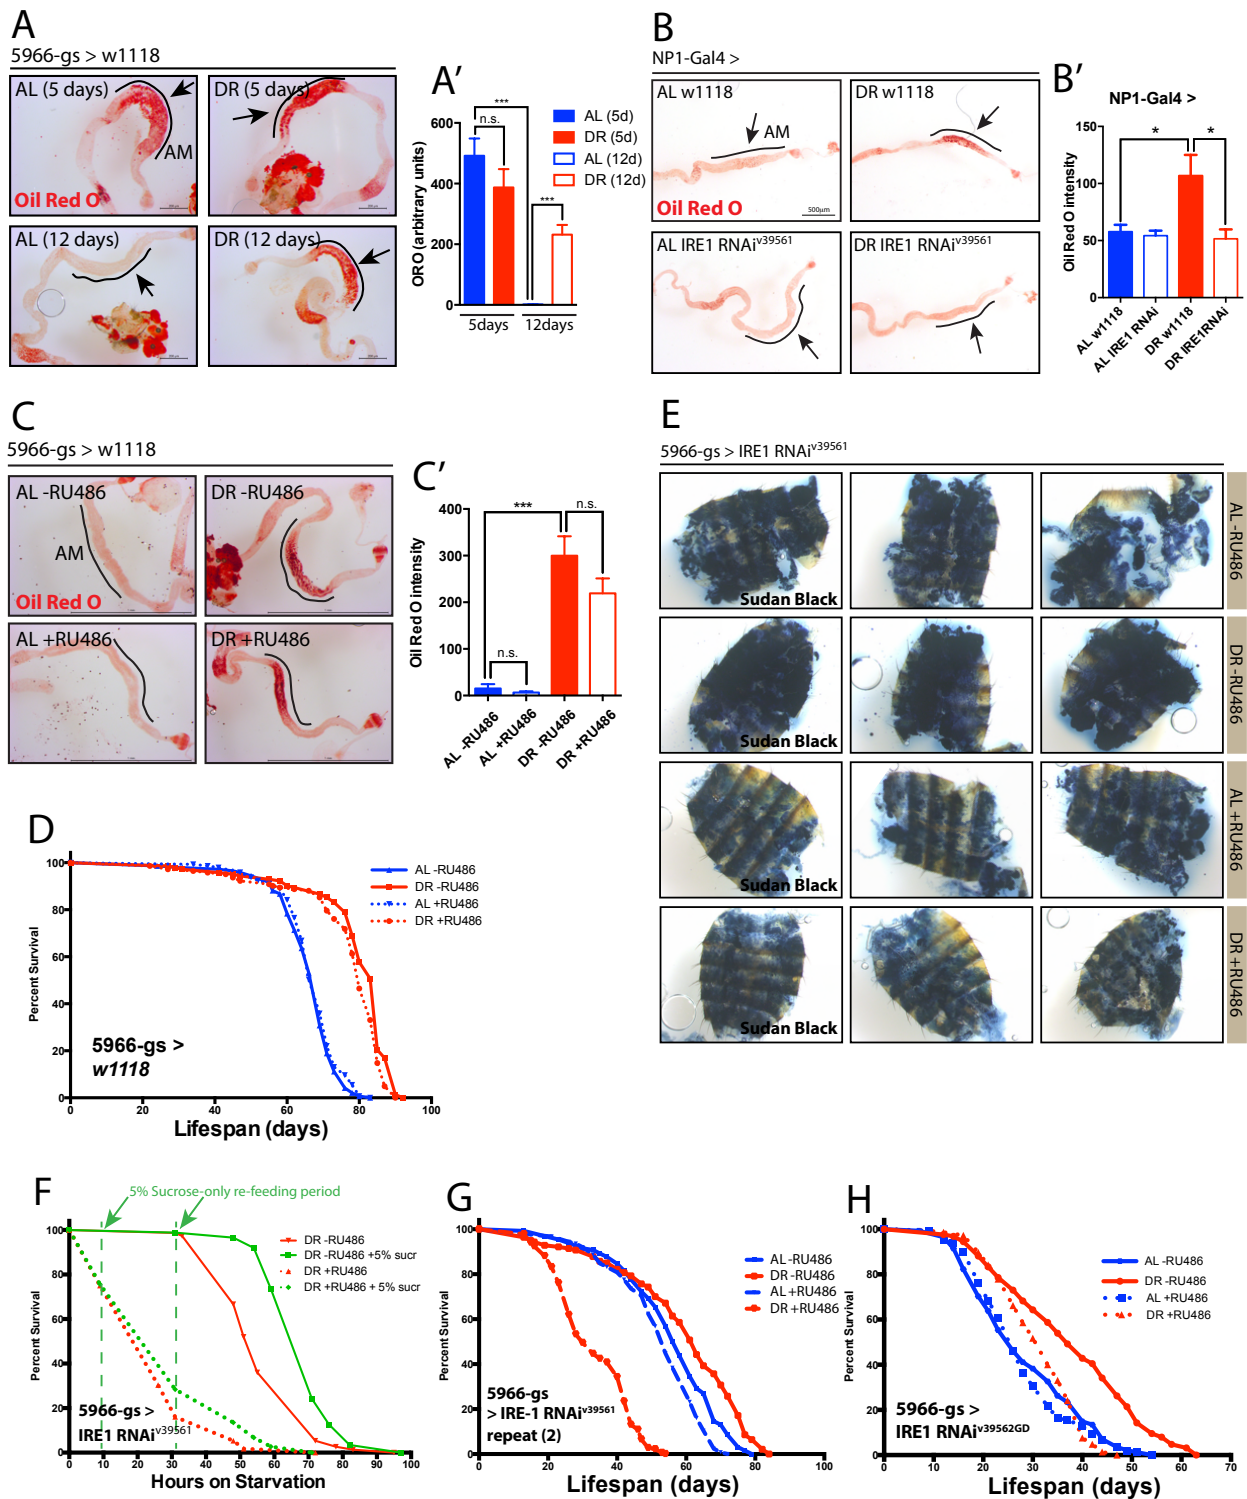 A
5966-gs > w1118
AL (5 days)
AM
Oil Red O
DR (5 days)
AL (12 days)
DR (12 days)
A'
ORO (arbitrary units)
600
400
200
0
***
n.s.
***
5days
12days
AL (5d)
DR (5d)
AL (12d)
DR (12d)
B
NP1-Gal4 >
AL w1118
AM
Oil Red O
500µm
DR w1118
AL IRE1 RNAi^v39561
DR IRE1 RNAi^v39561
B'
NP1-Gal4 >
Oil Red O intensity
150
100
50
0
*
*
AL w1118
AL IRE1 RNAi
DR w1118
DR IRE1RNAi
C
5966-gs > w1118
AL -RU486
AM
Oil Red O
DR -RU486
AL +RU486
DR +RU486
C'
Oil Red O intensity
400
300
200
100
0
***
n.s.
n.s.
AL -RU486
AL +RU486
DR -RU486
DR +RU486
E
5966-gs > IRE1 RNAi^v39561
Sudan Black
AL -RU486
Sudan Black
DR -RU486
Sudan Black
AL +RU486
Sudan Black
DR +RU486
D
Percent Survival
100
80
60
40
20
0
0 20 40 60 80 100
Lifespan (days)
5966-gs >
w1118
AL -RU486
DR -RU486
AL +RU486
DR +RU486
F
5% Sucrose-only re-feeding period
Percent Survival
100
80
60
40
20
0
0 20 40 60 80 100
Hours on Starvation
DR -RU486
DR -RU486 +5% sucr
DR +RU486
DR +RU486 + 5% sucr
5966-gs >
IRE1 RNAi^v39561
G
Percent Survival
100
80
60
40
20
0
0 20 40 60 80 100
Lifespan (days)
AL -RU486
DR -RU486
AL +RU486
DR +RU486
5966-gs
> IRE-1 RNAi^v39561
repeat (2)
H
Percent Survival
100
80
60
40
20
0
0 10 20 30 40 50 60 70
Lifespan (days)
AL -RU486
DR -RU486
AL +RU486
DR +RU486
5966-gs >
IRE1 RNAi^v39562GD